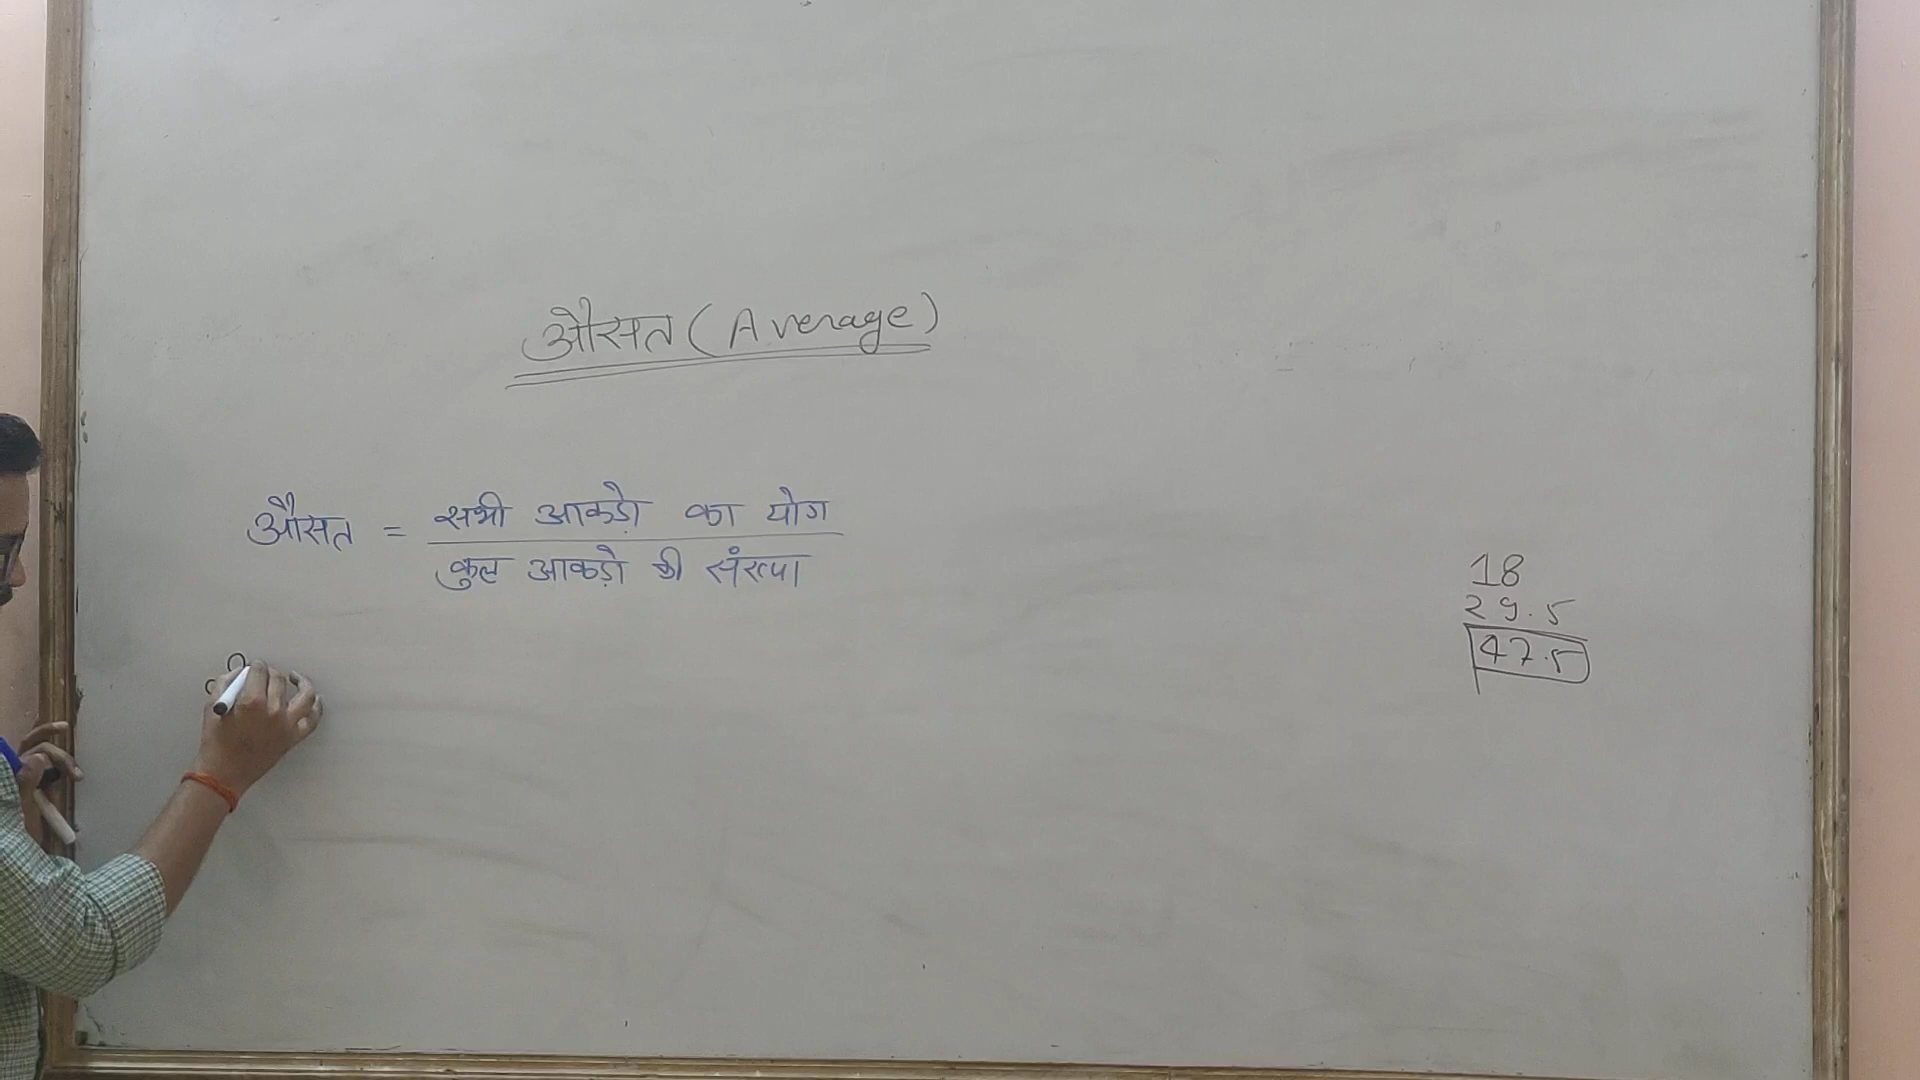 औसत (Average)
औसत = सभी आकडो़ का योग
कुल आकडो़ की संख्या
18
29.5
47.5